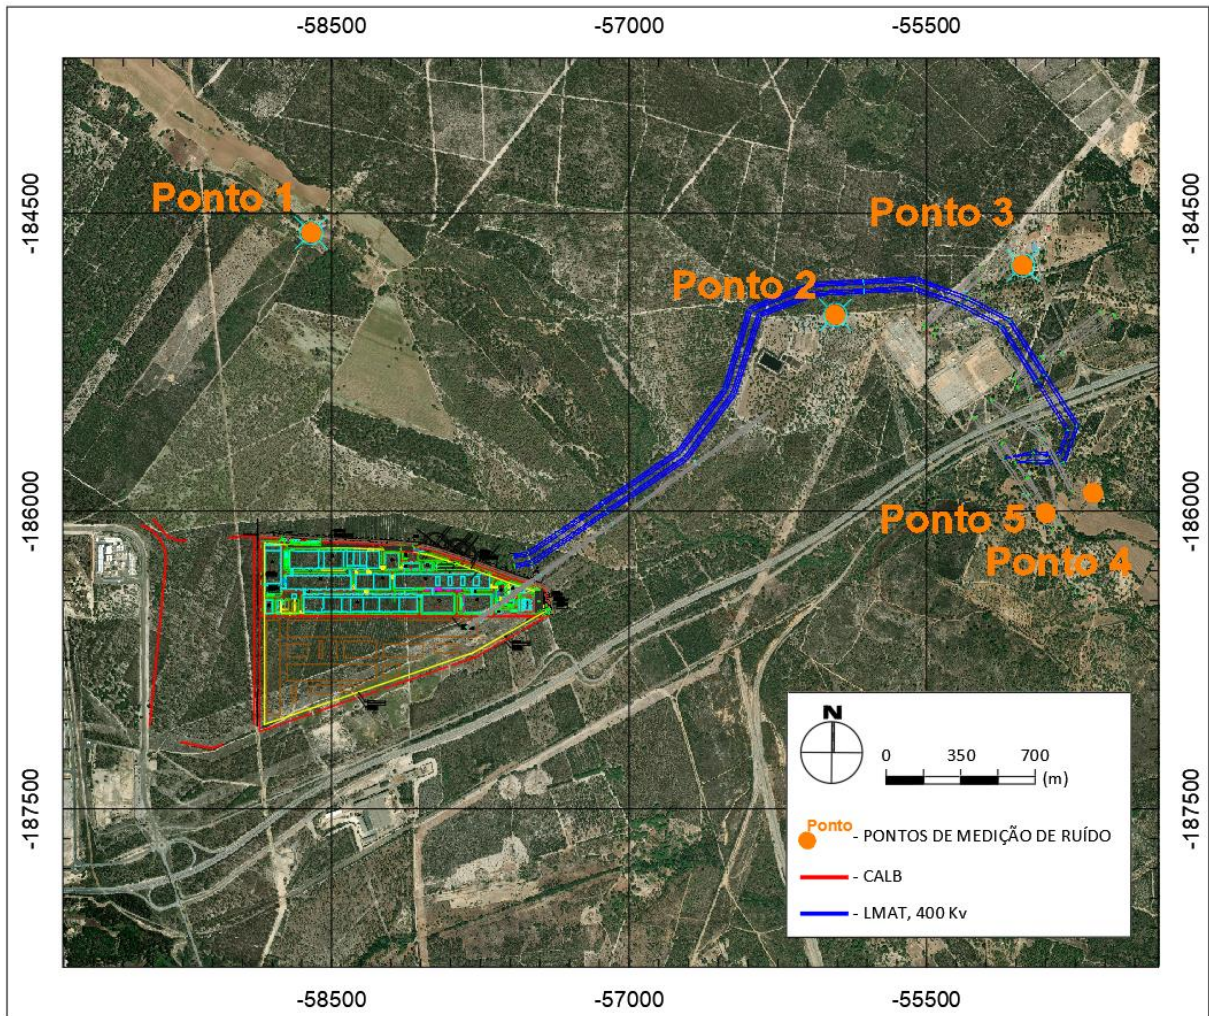 -58500 -57000 -55500
-184500
-184500
Ponto 1
Ponto 3
Ponto 2
-186000
-186000
Ponto 5
Ponto 4
N
0 350 700
(m)
Ponto
- PONTOS DE MEDIÇÃO DE RUÍDO
- CALB
- LMAT, 400 Kv
-187500
-187500
-58500 -57000 -55500